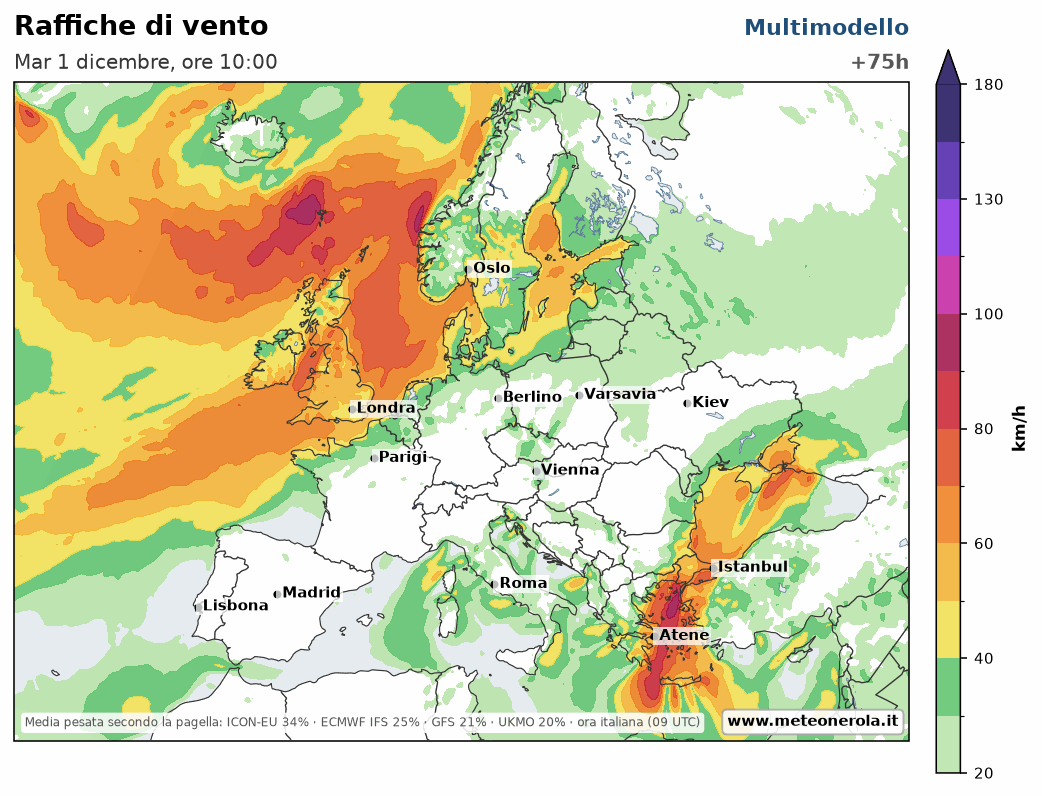 Raffiche di vento
Multimodello
Mar 1 dicembre, ore 10:00
+75h
180
130
100
80
60
40
20
km/h
Oslo
Londra
Berlino
Varsavia
Kiev
Parigi
Vienna
Istanbul
Roma
Madrid
Lisbona
Atene
Media pesata secondo la pagella: ICON-EU 34% · ECMWF IFS 25% · GFS 21% · UKMO 20% · ora italiana (09 UTC)
www.meteonerola.it